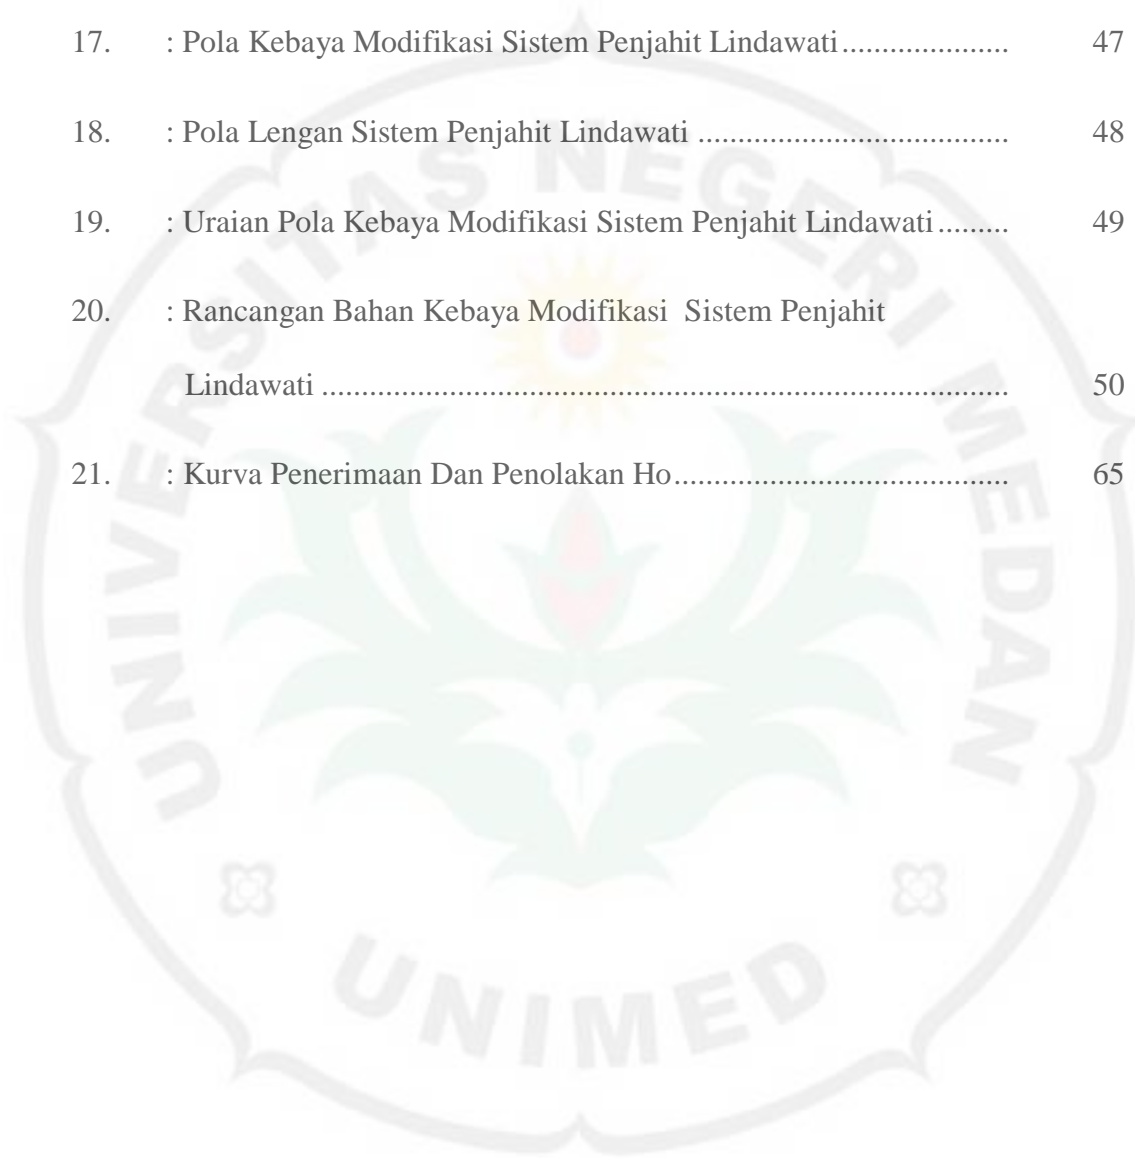 17. : Pola Kebaya Modifikasi Sistem Penjahit Lindawati..................... 47
18. : Pola Lengan Sistem Penjahit Lindawati ...................................... 48
19. : Uraian Pola Kebaya Modifikasi Sistem Penjahit Lindawati......... 49
20. : Rancangan Bahan Kebaya Modifikasi  Sistem Penjahit
Lindawati .................................................................................... 50
21. : Kurva Penerimaan Dan Penolakan Ho......................................... 65
UNIVERSITAS NEGERI MEDAN
UNIMED